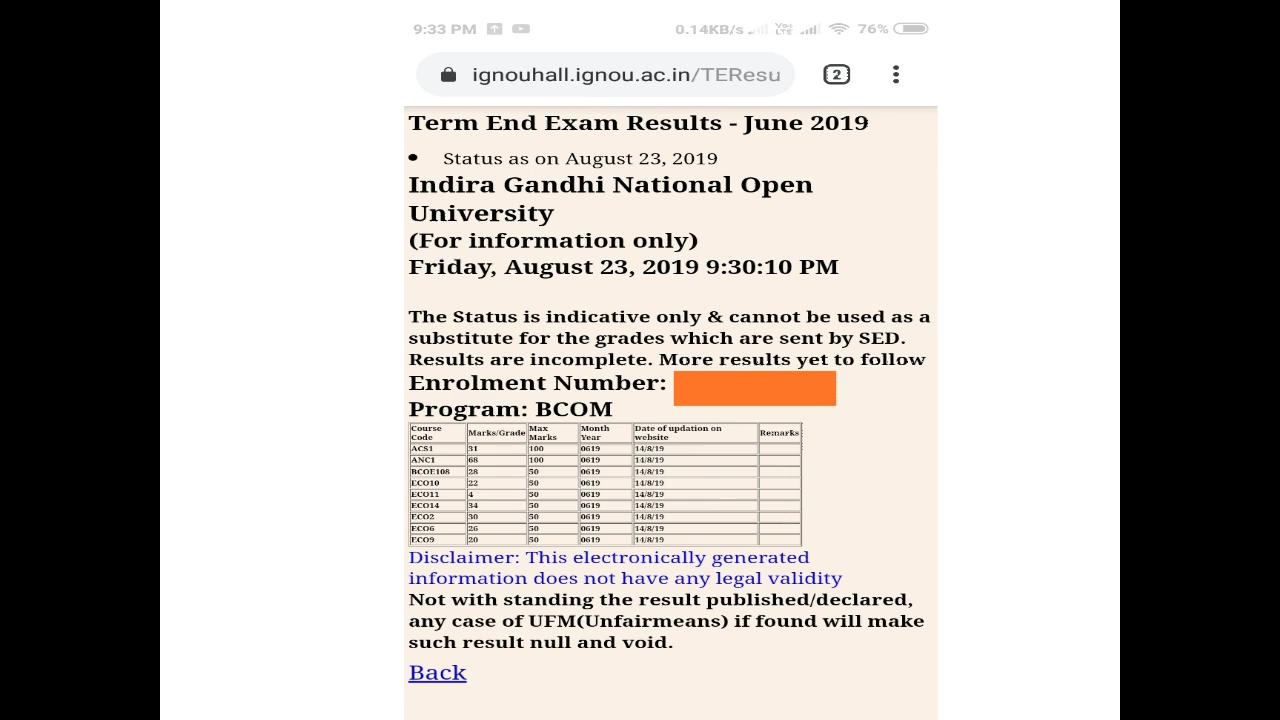 9:33 PM 0.14KB/s Vo+ LTE 76%
ignouhall.ignou.ac.in/TEResu 2
Term End Exam Results - June 2019
• Status as on August 23, 2019
Indira Gandhi National Open
University
(For information only)
Friday, August 23, 2019 9:30:10 PM
The Status is indicative only & cannot be used as a
substitute for the grades which are sent by SED.
Results are incomplete. More results yet to follow
Enrolment Number:
Program: BCOM
Course Code Marks/Grade Max Marks Month Year Date of updation on website Remarks
ACS1 31 100 0619 14/8/19
ANC1 68 100 0619 14/8/19
BCOE108 28 50 0619 14/8/19
ECO10 22 50 0619 14/8/19
ECO11 4 50 0619 14/8/19
ECO14 34 50 0619 14/8/19
ECO2 30 50 0619 14/8/19
ECO6 26 50 0619 14/8/19
ECO9 20 50 0619 14/8/19
Disclaimer: This electronically generated
information does not have any legal validity
Not with standing the result published/declared,
any case of UFM(Unfairmeans) if found will make
such result null and void.
Back